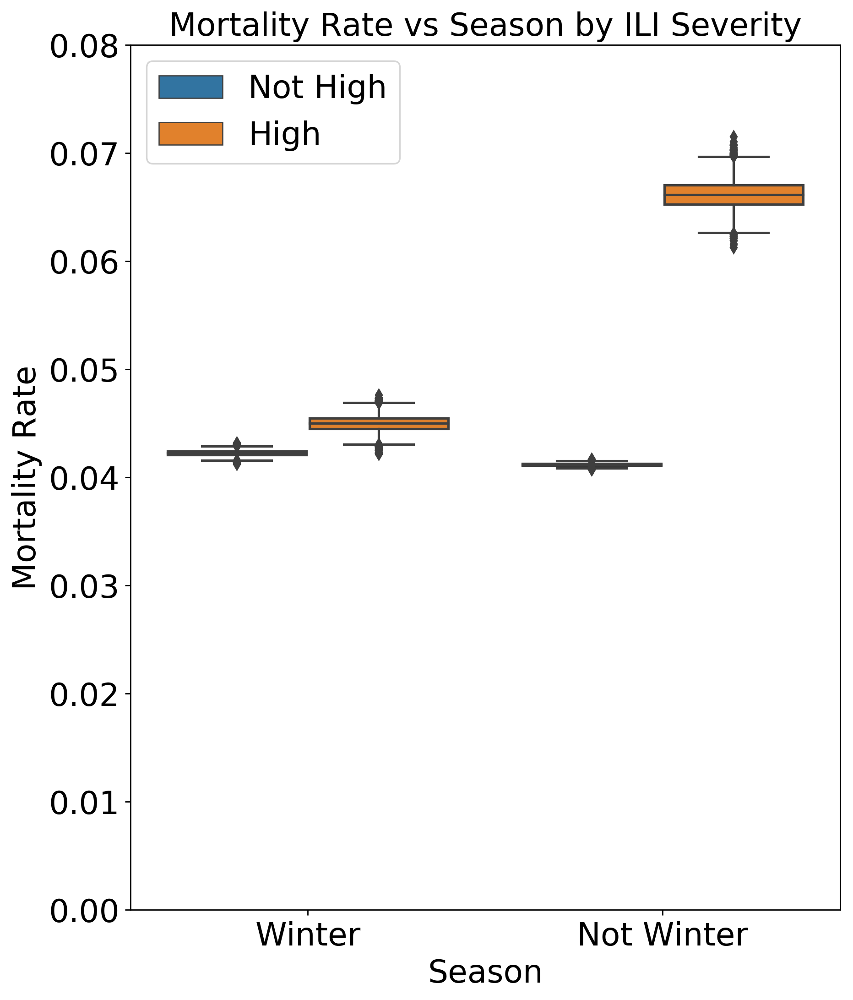 Mortality Rate vs Season by ILI Severity
0.08
0.07
0.06
0.05
0.04
0.03
0.02
0.01
0.00
Mortality Rate
Not High
High
Winter
Not Winter
Season